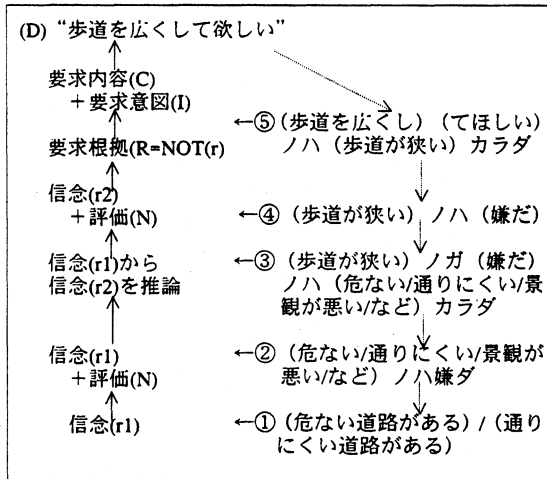 (D) “歩道を広くして欲しい”
要求内容(C)
+要求意図(I)
要求根拠(R=NOT(r)
信念(r2)
+評価(N)
信念(r1)から
信念(r2)を推論
信念(r1)
+評価(N)
信念(r1)
←⑤ (歩道を広くし) (てほしい)
ノハ (歩道が狭い) カラダ
←④ (歩道が狭い) ノハ (嫌だ)
←③ (歩道が狭い) ノガ (嫌だ)
ノハ (危ない/通りにくい/景
観が悪い/など) カラダ
←② (危ない/通りにくい/景観が
悪い/など) ノハ嫌ダ
←① (危ない道路がある) / (通り
にくい道路がある)